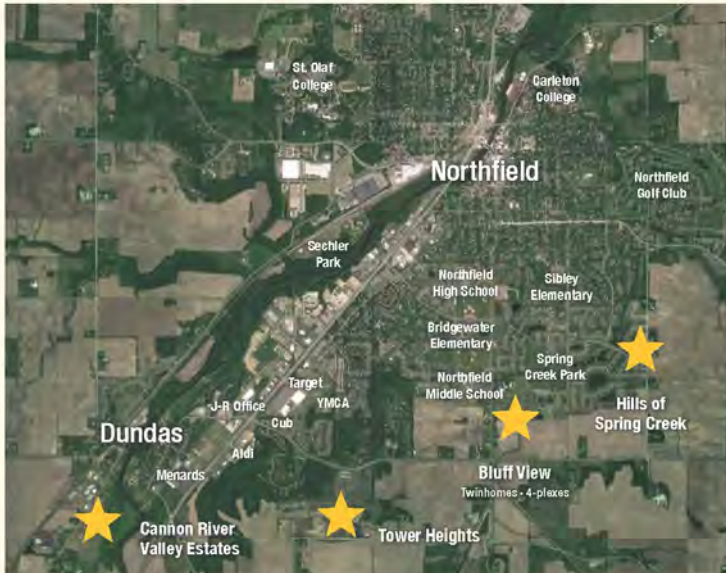 St. Olaf
College
Carleton
College
Northfield
Northfield
Golf Club
Sechler
Park
Northfield
High School
Sibley
Elementary
Bridgewater
Elementary
Spring
Creek Park
Target
Northfield
Middle School
J-R Office
YMCA
Cub
Hills of
Spring Creek
Dundas
Aldi
Menards
Bluff View
Twinhomes - 4-plexes
Cannon River
Valley Estates
Tower Heights